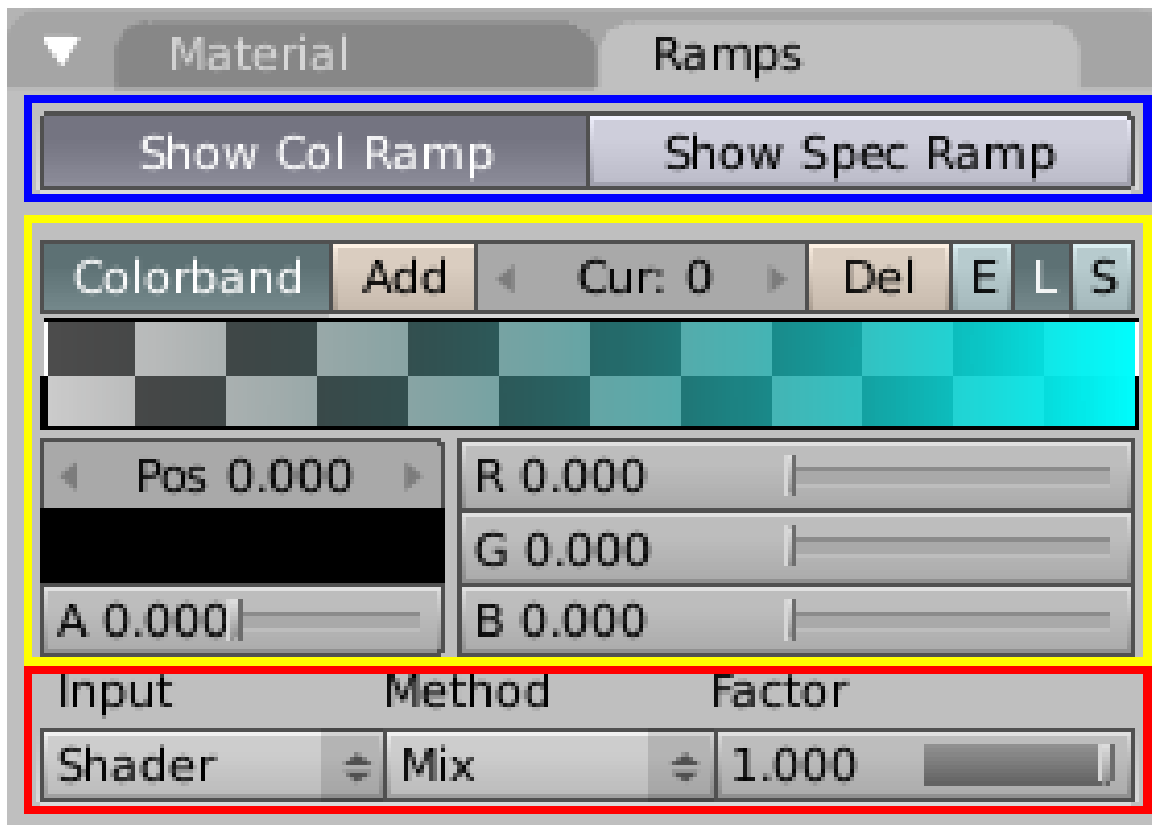 Material Ramps
Show Col Ramp Show Spec Ramp
Colorband Add Cur: 0 Del E L S
Pos 0.000 R 0.000
G 0.000
A 0.000 B 0.000
Input Method Factor
Shader Mix 1.000